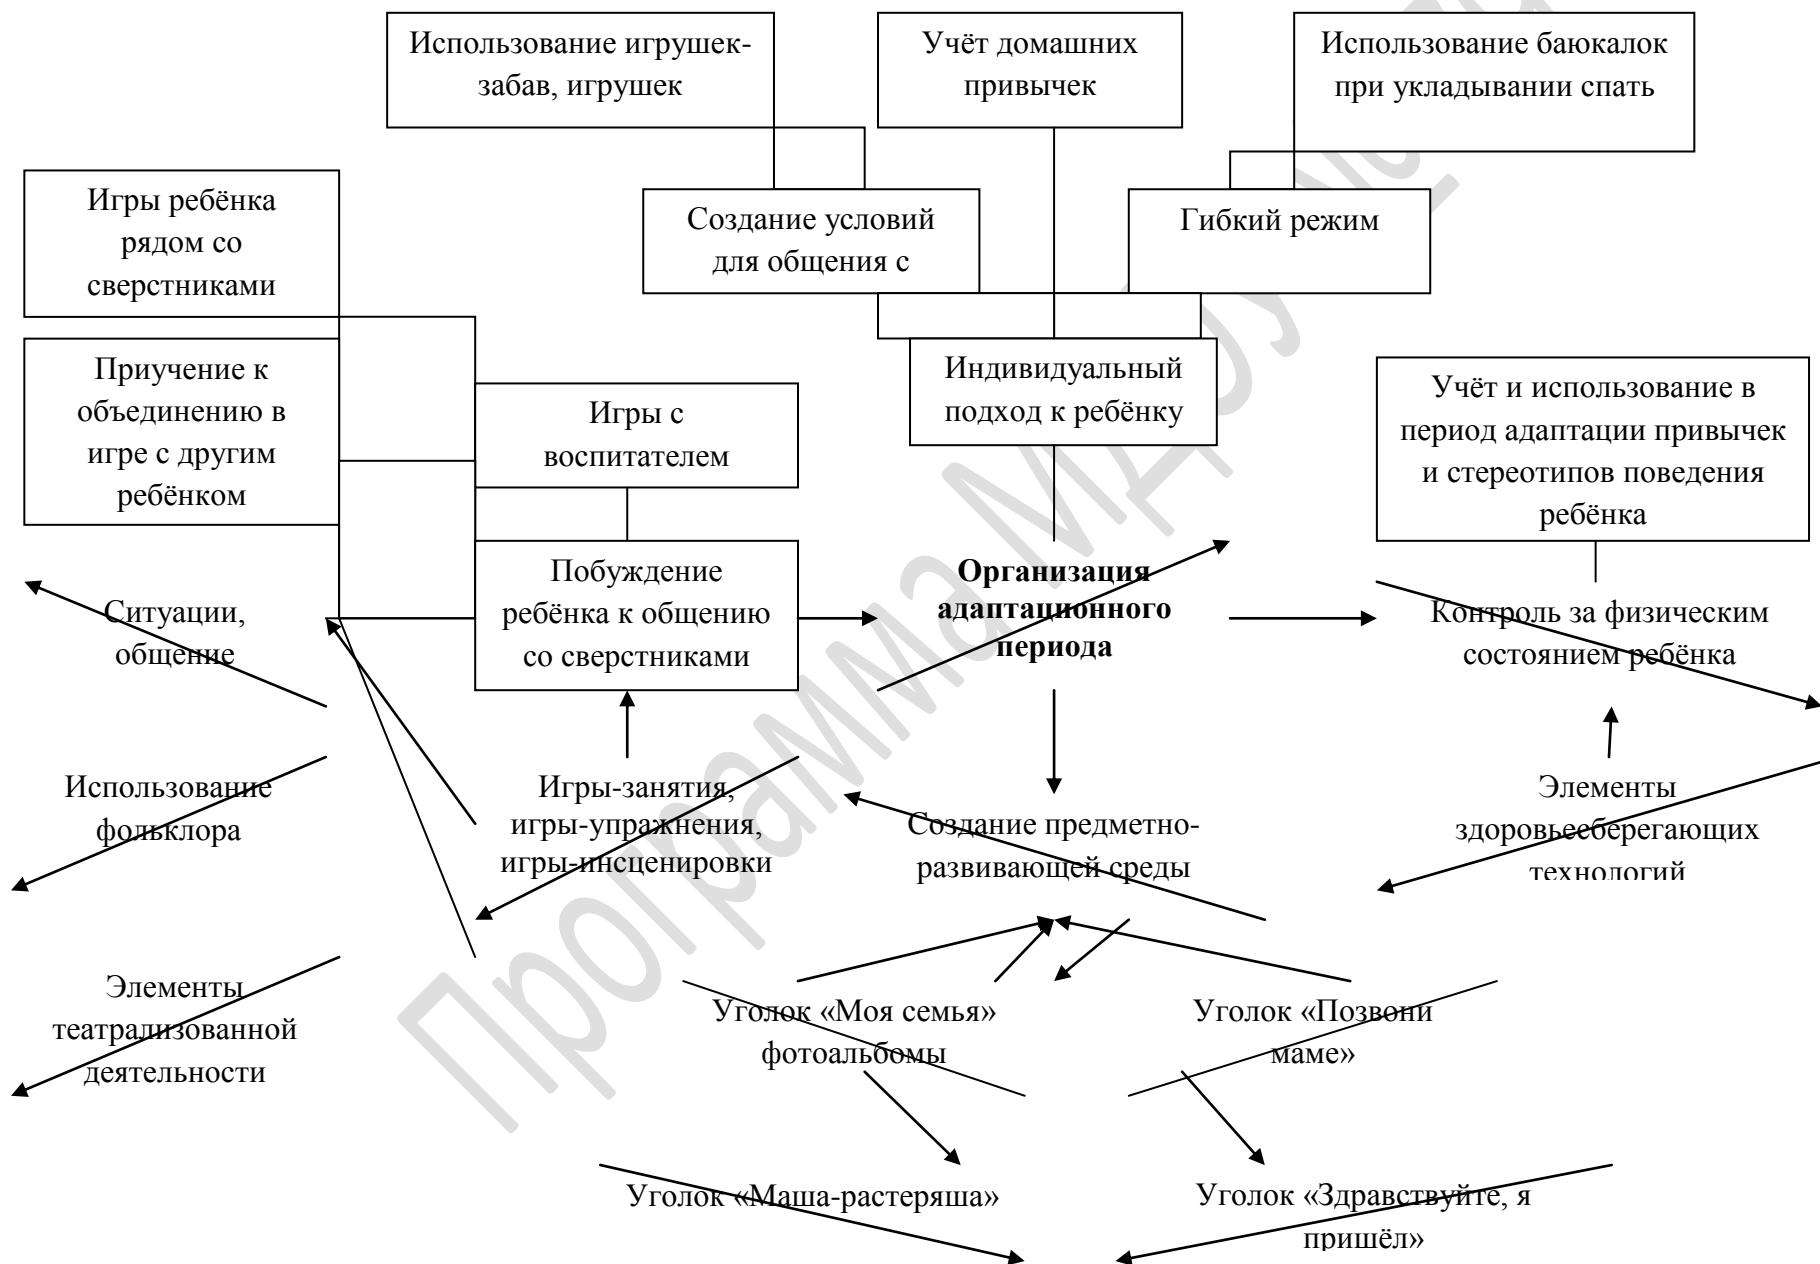 Использование игрушек-
забав, игрушек
Учёт домашних
привычек
Использование баюкалок
при укладывании спать
Игры ребёнка
рядом со
сверстниками
Создание условий
для общения с
Гибкий режим
Приучение к
объединению в
игре с другим
ребёнком
Игры с
воспитателем
Индивидуальный
подход к ребёнку
Учёт и использование в
период адаптации привычек
и стереотипов поведения
ребёнка
Ситуации,
общение
Побуждение
ребёнка к общению
со сверстниками
Организация
адаптационного
периода
Контроль за физическим
состоянием ребёнка
Использование
фольклора
Игры-занятия,
игры-упражнения,
игры-инсценировки
Создание предметно-
развивающей среды
Элементы
здоровьесберегающих
технологий
Элементы
театрализованной
деятельности
Уголок «Моя семья»
фотоальбомы
Уголок «Позвони
маме»
Уголок «Маша-растеряша»
Уголок «Здравствуйте, я
пришёл»
Программа